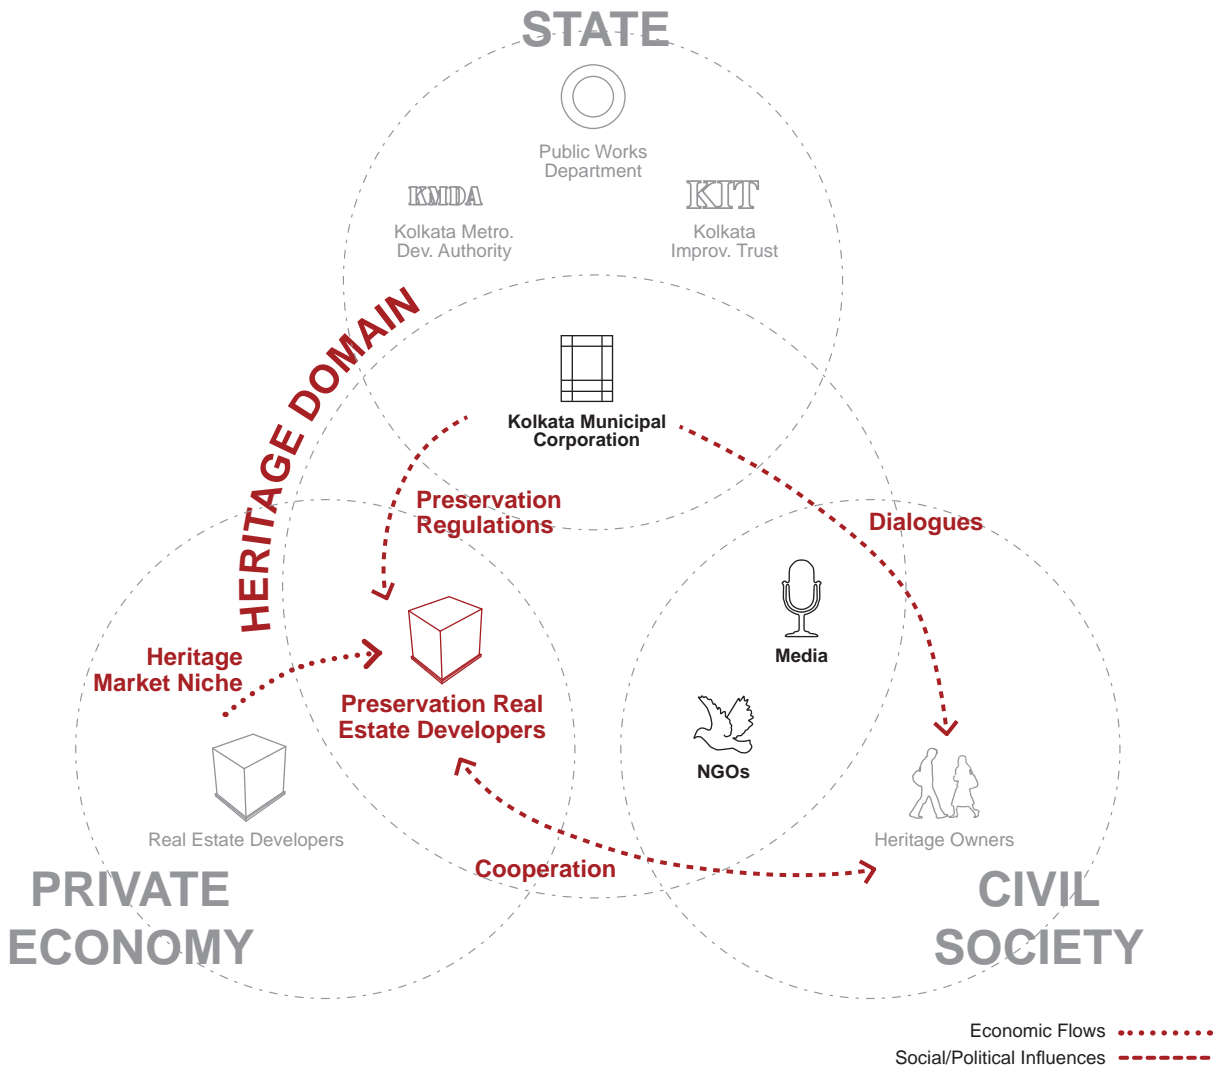 STATE
Public Works
Department
KMDA
Kolkata Metro.
Dev. Authority
KIT
Kolkata
Improv. Trust
HERITAGE DOMAIN
Kolkata Municipal
Corporation
Preservation
Regulations
Dialogues
Media
Heritage
Market Niche
Preservation Real
Estate Developers
NGOs
Real Estate Developers
Heritage Owners
Cooperation
PRIVATE
ECONOMY
CIVIL
SOCIETY
Economic Flows
Social/Political Influences